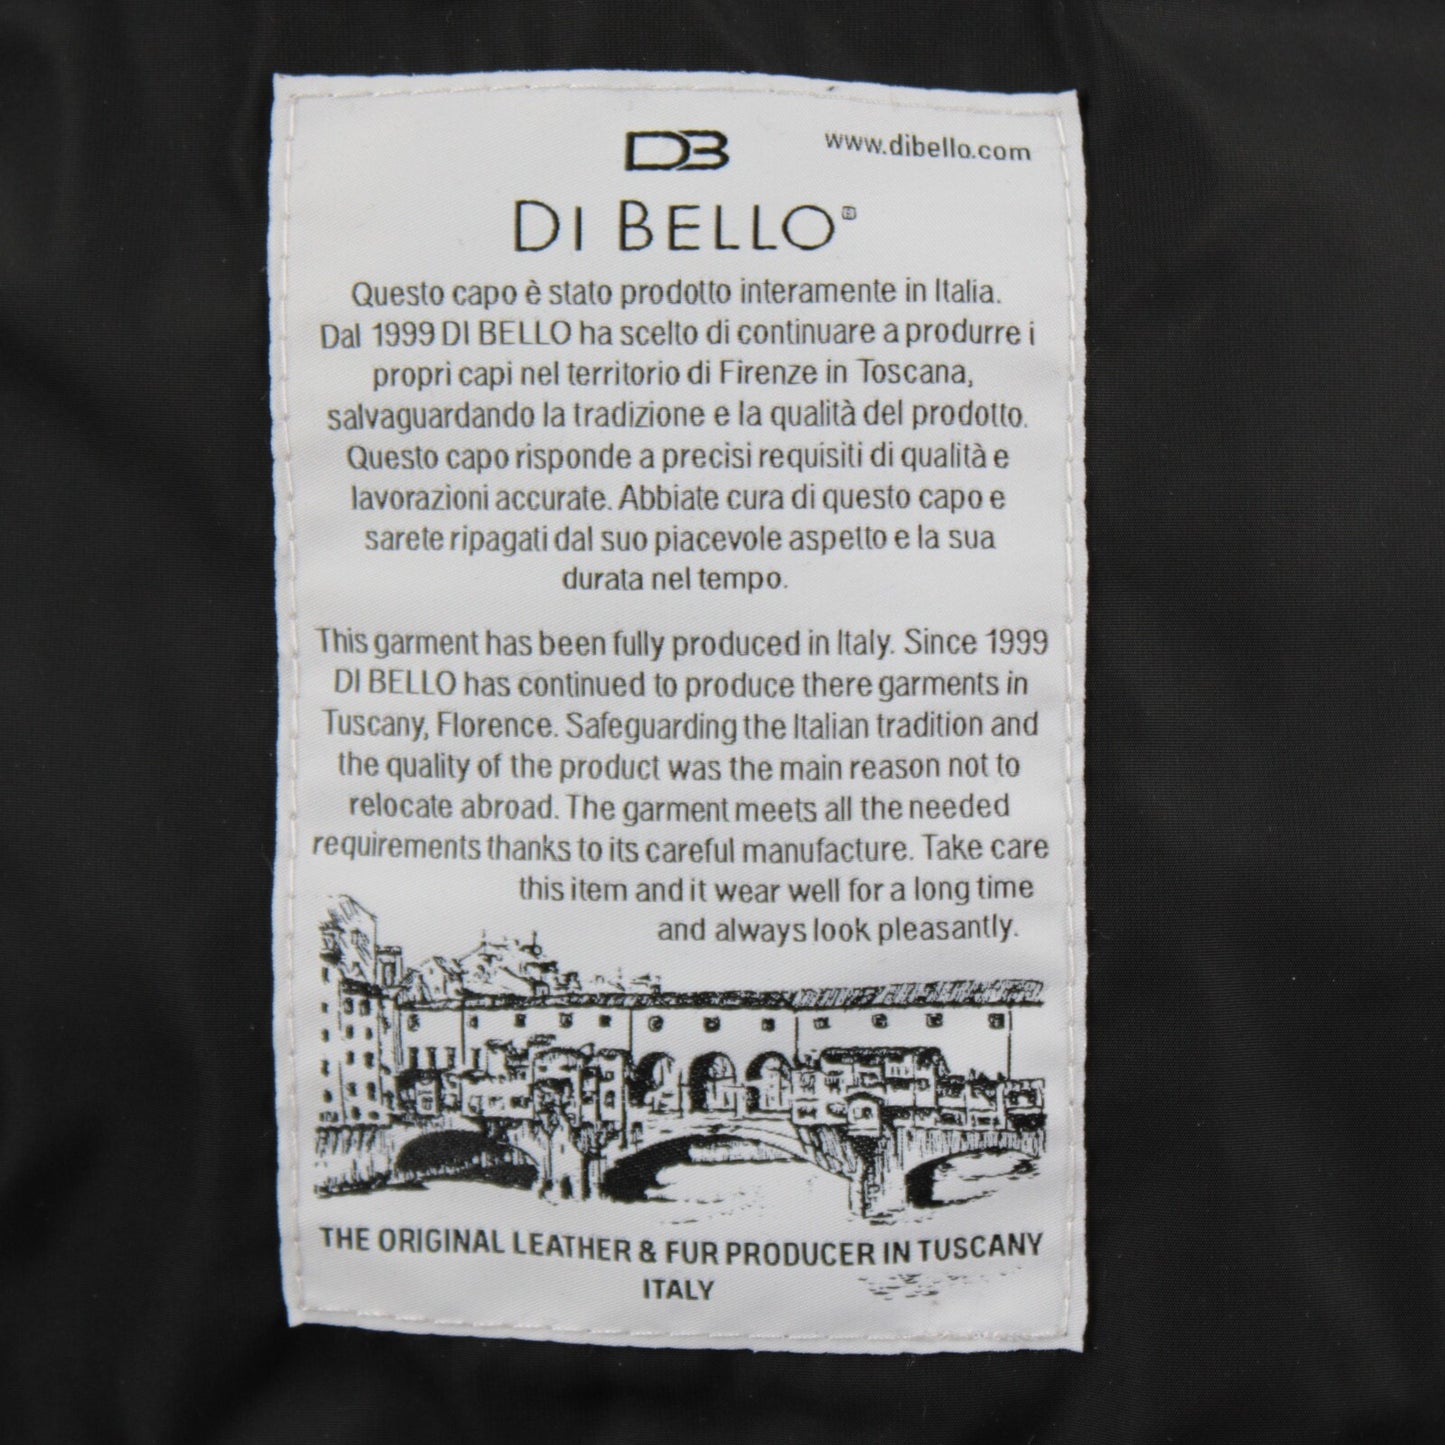 DB
www.dibello.com
DI BELLO®
Questo capo è stato prodotto interamente in Italia.
Dal 1999 DI BELLO ha scelto di continuare a produrre i
propri capi nel territorio di Firenze in Toscana,
salvaguardando la tradizione e la qualità del prodotto.
Questo capo risponde a precisi requisiti di qualità e
lavorazioni accurate. Abbiate cura di questo capo e
sarete ripagati dal suo piacevole aspetto e la sua
durata nel tempo.
This garment has been fully produced in Italy. Since 1999
DI BELLO has continued to produce there garments in
Tuscany, Florence. Safeguarding the Italian tradition and
the quality of the product was the main reason not to
relocate abroad. The garment meets all the needed
requirements thanks to its careful manufacture. Take care
this item and it wear well for a long time
and always look pleasantly.
THE ORIGINAL LEATHER & FUR PRODUCER IN TUSCANY
ITALY